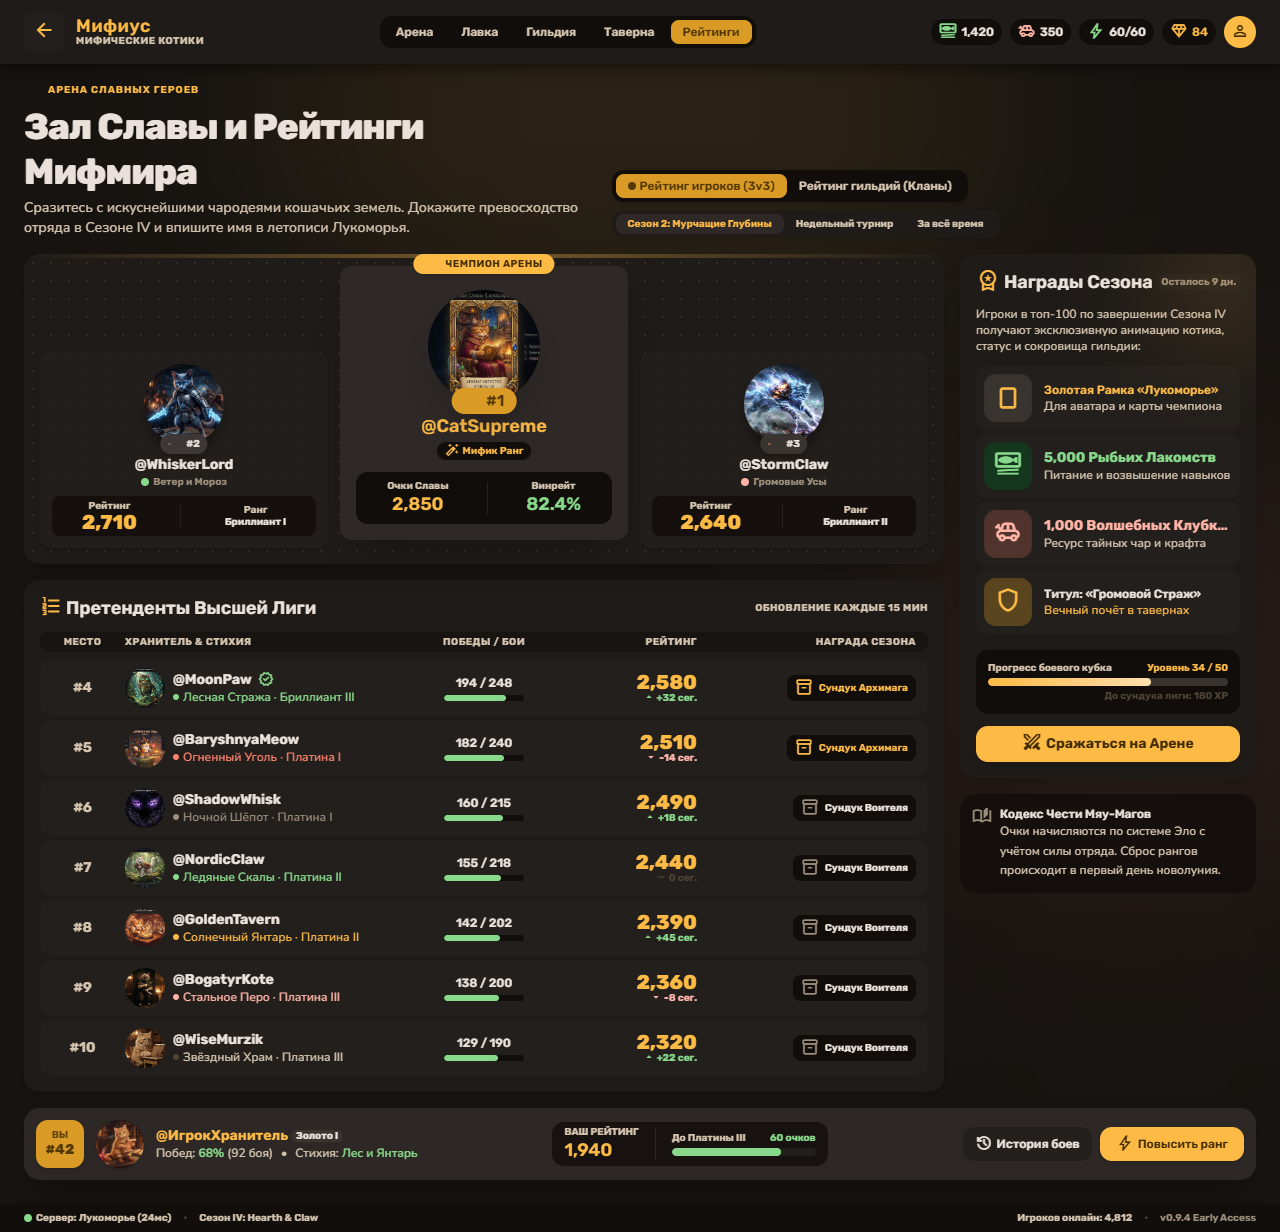 Мифиус
МИФИЧЕСКИЕ КОТИКИ
Арена
Лавка
Гильдия
Таверна
Рейтинги
1,420
350
60/60
84
АРЕНА СЛАВНЫХ ГЕРОЕВ
Зал Славы и Рейтинги
Мифмира
Сразитесь с искуснейшими чародеями кошачьих земель. Докажите превосходство
отряда в Сезоне IV и впишите имя в летописи Лукоморья.
Рейтинг игроков (3v3)
Рейтинг гильдий (Кланы)
Сезон 2: Мурчащие Глубины
Недельный турнир
За всё время
ЧЕМПИОН АРЕНЫ
#1
@CatSupreme
Мифик Ранг
Очки Славы
2,850
Винрейт
82.4%
#2
@WhiskerLord
Ветер и Мороз
Рейтинг
2,710
Ранг
Бриллиант I
#3
@StormClaw
Громовые Усы
Рейтинг
2,640
Ранг
Бриллиант II
Претенденты Высшей Лиги
ОБНОВЛЕНИЕ КАЖДЫЕ 15 МИН
МЕСТО
ХРАНИТЕЛЬ & СТИХИЯ
ПОБЕДЫ / БОИ
РЕЙТИНГ
НАГРАДА СЕЗОНА
#4
@MoonPaw
Лесная Стража · Бриллиант III
194 / 248
2,580
+32 сег.
Сундук Архимага
#5
@BaryshnyaMeow
Огненный Уголь · Платина I
182 / 240
2,510
-14 сег.
Сундук Архимага
#6
@ShadowWhisk
Ночной Шёпот · Платина I
160 / 215
2,490
+18 сег.
Сундук Воителя
#7
@NordicClaw
Ледяные Скалы · Платина II
155 / 218
2,440
0 сег.
Сундук Воителя
#8
@GoldenTavern
Солнечный Янтарь · Платина II
142 / 202
2,390
+45 сег.
Сундук Воителя
#9
@BogatyrKote
Стальное Перо · Платина III
138 / 200
2,360
-8 сег.
Сундук Воителя
#10
@WiseMurzik
Звёздный Храм · Платина III
129 / 190
2,320
+22 сег.
Сундук Воителя
Награды Сезона
Осталось 9 дн.
Игроки в топ-100 по завершении Сезона IV
получают эксклюзивную анимацию котика,
статус и сокровища гильдии:
Золотая Рамка «Лукоморье»
Для аватара и карты чемпиона
5,000 Рыбьих Лакомств
Питание и возвышение навыков
1,000 Волшебных Клубк...
Ресурс тайных чар и крафта
Титул: «Громовой Страж»
Вечный почёт в тавернах
Прогресс боевого кубка
Уровень 34 / 50
До сундука лиги: 180 XP
Сражаться на Арене
Кодекс Чести Мяу-Магов
Очки начисляются по системе Эло с
учётом силы отряда. Сброс рангов
происходит в первый день новолуния.
ВЫ
#42
@ИгрокХранитель
Золото I
Побед: 68% (92 боя) • Стихия: Лес и Янтарь
ВАШ РЕЙТИНГ
1,940
До Платины III
60 очков
История боев
Повысить ранг
Сервер: Лукоморье (24мс) · Сезон IV: Hearth & Claw
Игроков онлайн: 4,812 · v0.9.4 Early Access